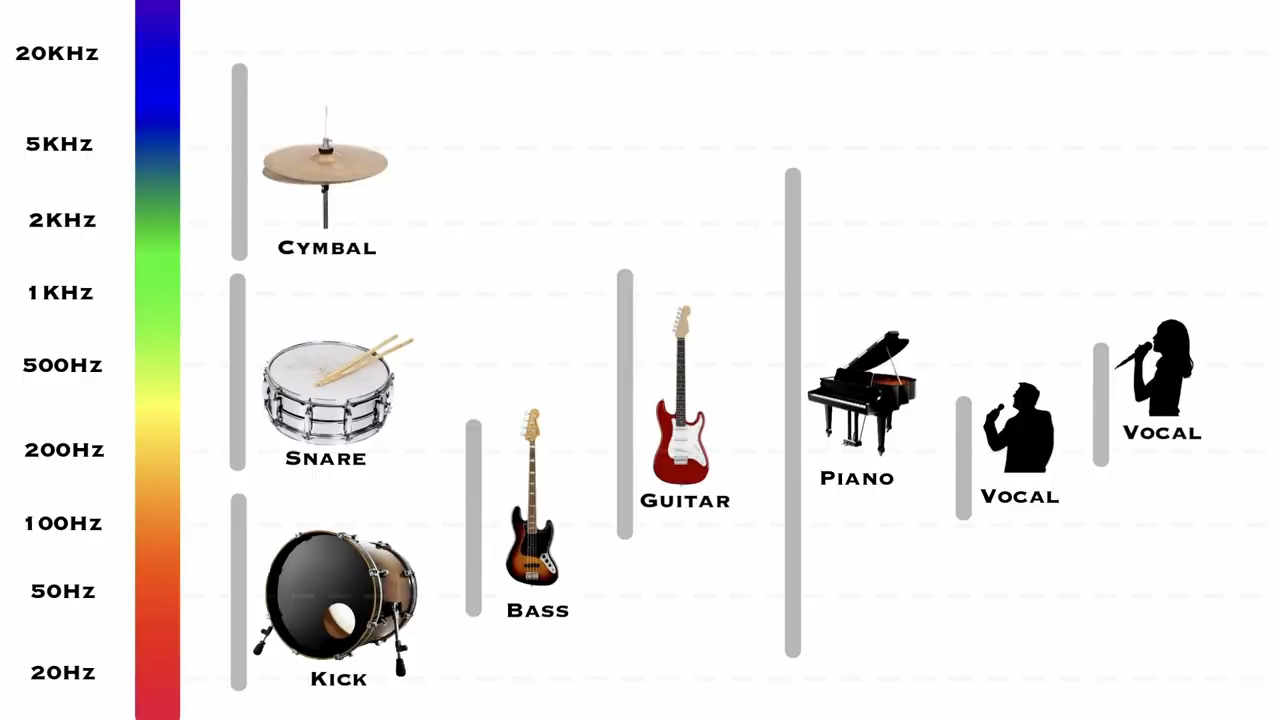 20KHz
5KHz
2KHz
1KHz
500Hz
200Hz
100Hz
50Hz
20Hz
Cymbal
Snare
Kick
Bass
Guitar
Piano
Vocal
Vocal